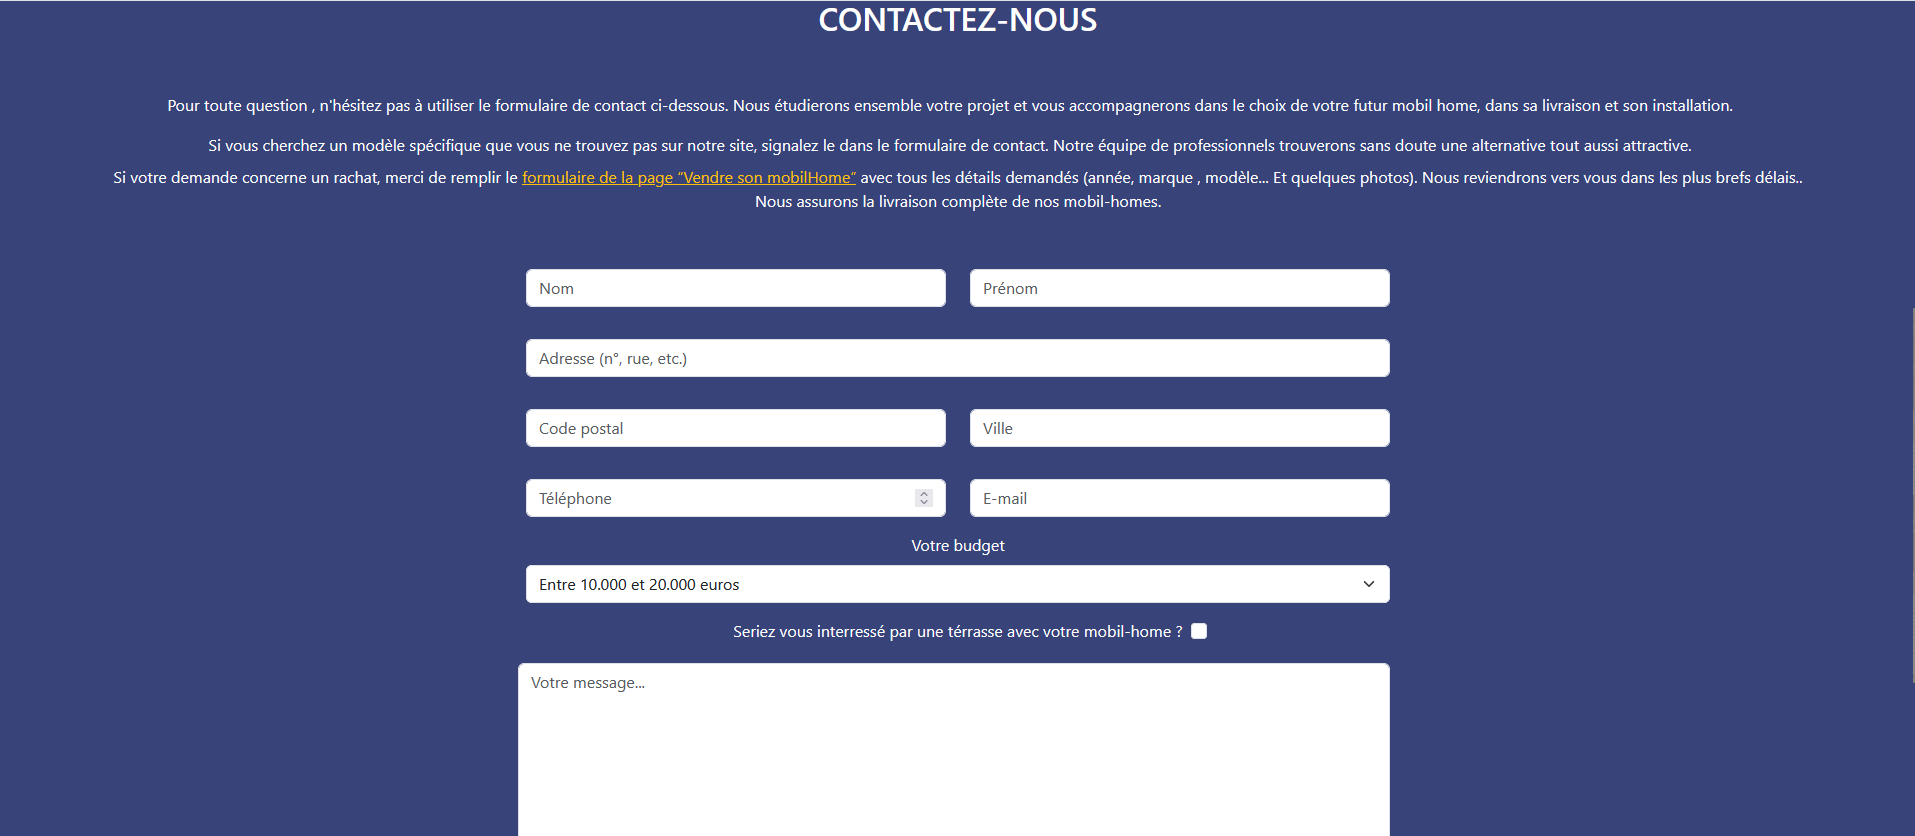 CONTACTEZ-NOUS
Pour toute question , n'hésitez pas à utiliser le formulaire de contact ci-dessous. Nous étudierons ensemble votre projet et vous accompagnerons dans le choix de votre futur mobil home, dans sa livraison et son installation.
Si vous cherchez un modèle spécifique que vous ne trouvez pas sur notre site, signalez le dans le formulaire de contact. Notre équipe de professionnels trouverons sans doute une alternative tout aussi attractive.
Si votre demande concerne un rachat, merci de remplir le formulaire de la page “Vendre son mobilHome” avec tous les détails demandés (année, marque , modèle... Et quelques photos). Nous reviendrons vers vous dans les plus brefs délais..
Nous assurons la livraison complète de nos mobil-homes.
Nom Prénom
Adresse (n°, rue, etc.)
Code postal Ville
Téléphone E-mail
Votre budget
Entre 10.000 et 20.000 euros
Seriez vous interressé par une térrasse avec votre mobil-home ?
Votre message...